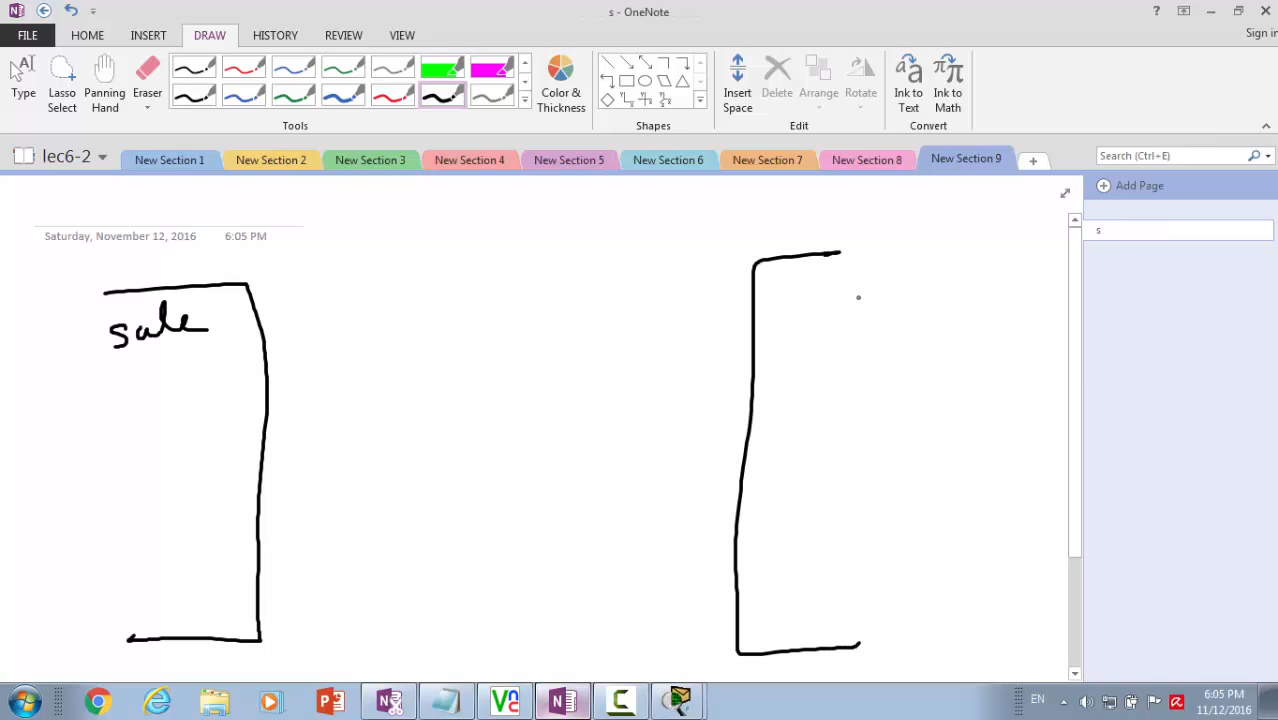 s - OneNote
?
Sign in
FILE HOME INSERT DRAW HISTORY REVIEW VIEW
Type
Lasso Select
Panning Hand
Eraser
Color & Thickness
Insert Space
Delete
Arrange
Rotate
Ink to Text
Ink to Math
Tools
Shapes
Edit
Convert
lec6-2
New Section 1
New Section 2
New Section 3
New Section 4
New Section 5
New Section 6
New Section 7
New Section 8
New Section 9
Search (Ctrl+E)
Add Page
s
Saturday, November 12, 2016 6:05 PM
sale
EN
6:05 PM
11/12/2016